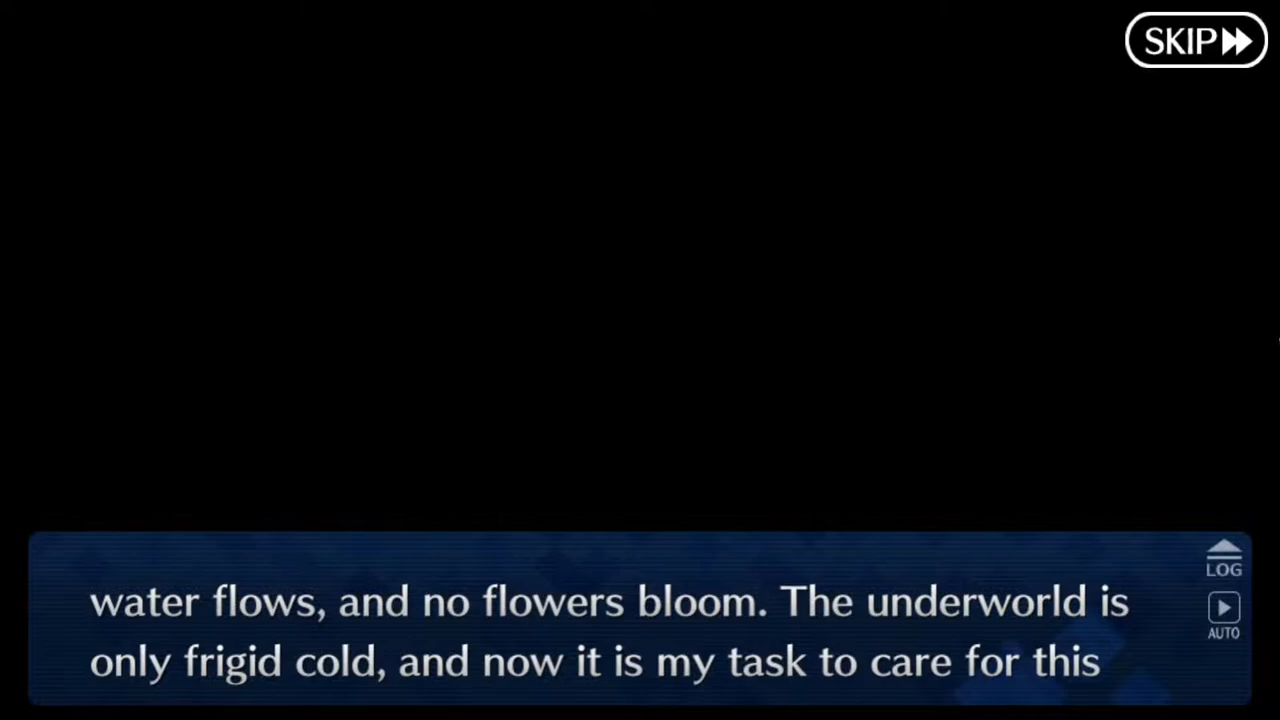 SKIP
water flows, and no flowers bloom. The underworld is
only frigid cold, and now it is my task to care for this
LOG
AUTO